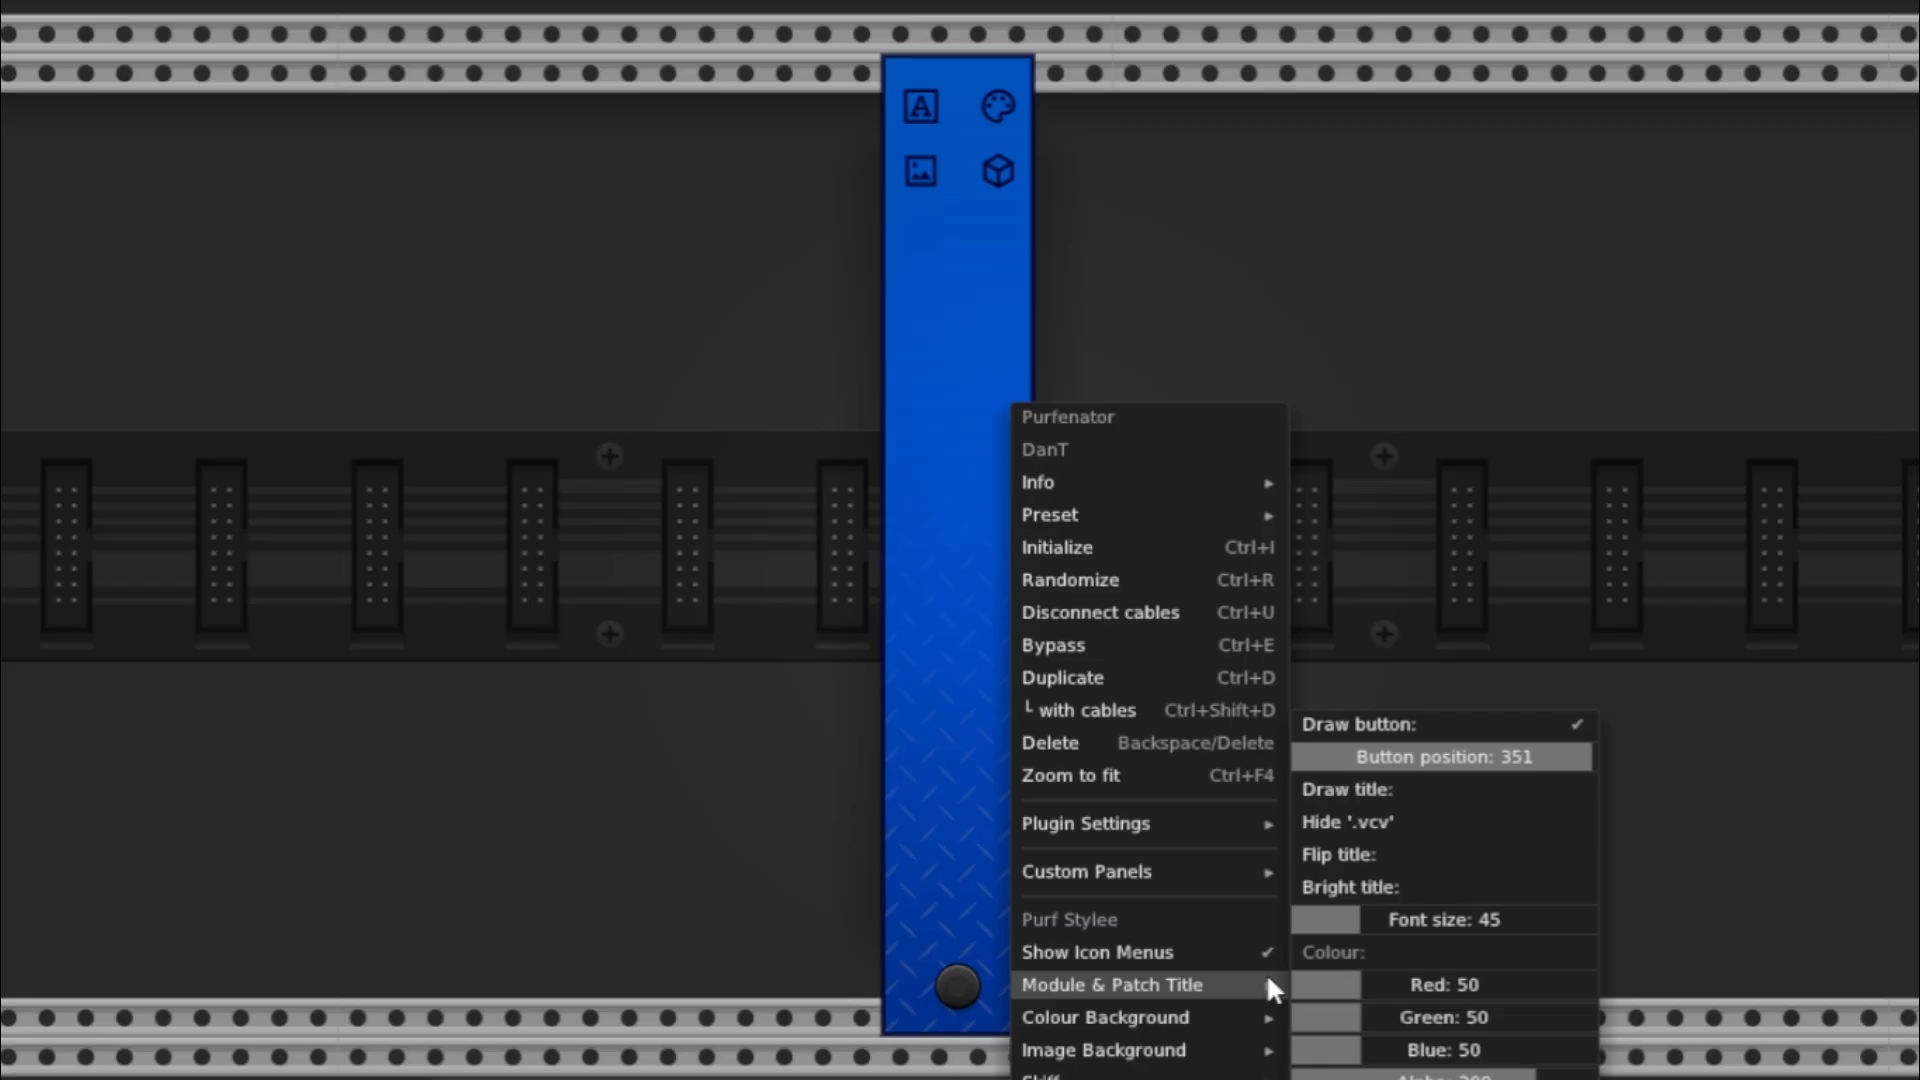 A
Purfenator
DanT
Info
Preset
Initialize Ctrl+I
Randomize Ctrl+R
Disconnect cables Ctrl+U
Bypass Ctrl+E
Duplicate Ctrl+D
└ with cables Ctrl+Shift+D
Delete Backspace/Delete
Zoom to fit Ctrl+F4
Plugin Settings
Custom Panels
Purf Stylee
Show Icon Menus ✔
Module & Patch Title
Colour Background
Image Background
Skiff
Draw button: ✔
Button position: 351
Draw title:
Hide '.vcv'
Flip title:
Bright title:
Font size: 45
Colour:
Red: 50
Green: 50
Blue: 50
Alpha: 200